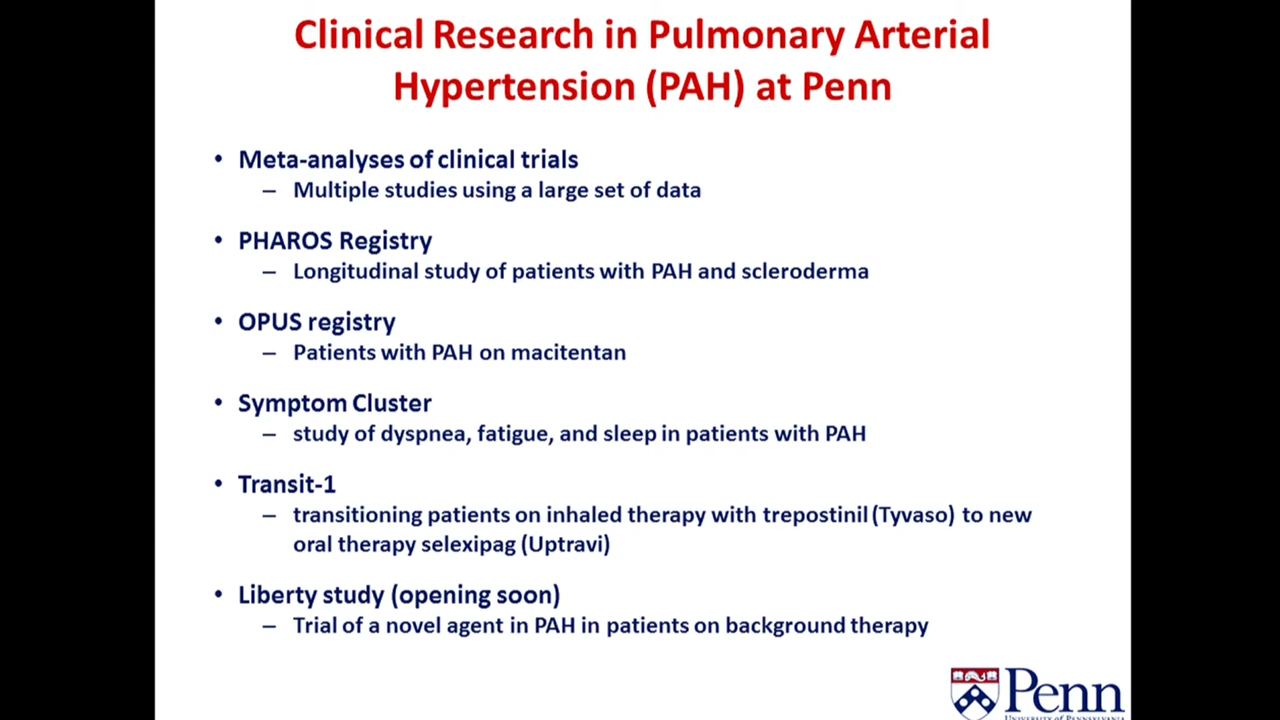 Clinical Research in Pulmonary Arterial
Hypertension (PAH) at Penn
• Meta-analyses of clinical trials
– Multiple studies using a large set of data
• PHAROS Registry
– Longitudinal study of patients with PAH and scleroderma
• OPUS registry
– Patients with PAH on macitentan
• Symptom Cluster
– study of dyspnea, fatigue, and sleep in patients with PAH
• Transit-1
– transitioning patients on inhaled therapy with trepostinil (Tyvaso) to new
oral therapy selexipag (Uptravi)
• Liberty study (opening soon)
– Trial of a novel agent in PAH in patients on background therapy
Penn
UNIVERSITY OF PENNSYLVANIA